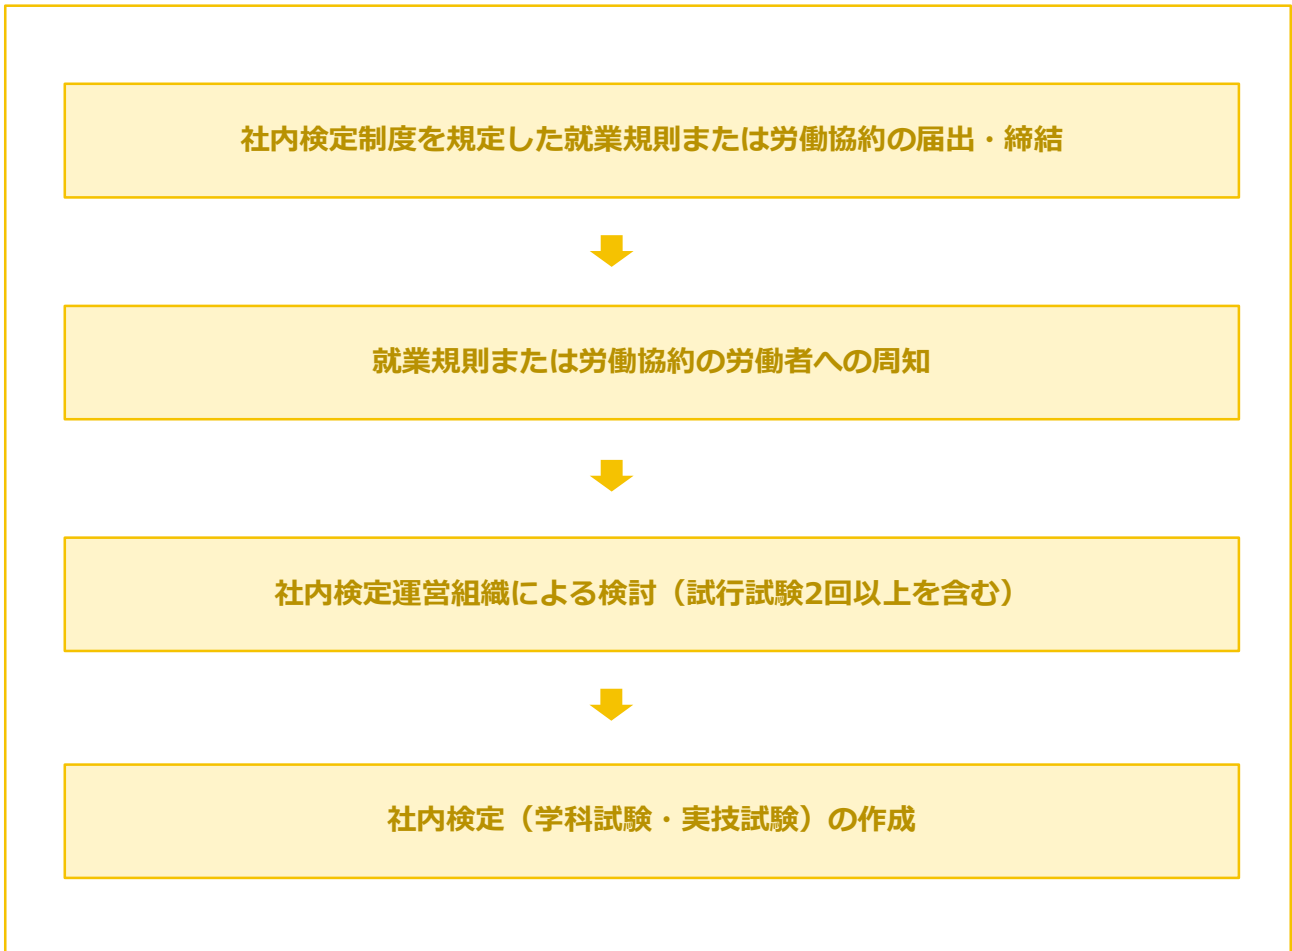 社内検定制度を規定した就業規則または労働協約の届出・締結
就業規則または労働協約の労働者への周知
社内検定運営組織による検討（試行試験2回以上を含む）
社内検定（学科試験・実技試験）の作成